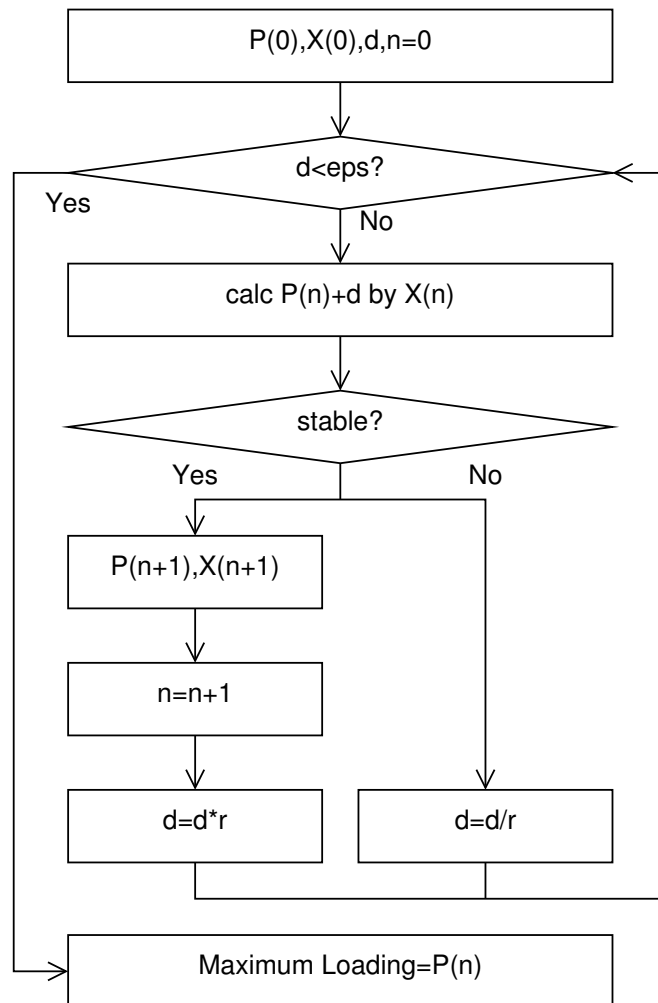 P(0),X(0),d,n=0
d<eps?
Yes
No
calc P(n)+d by X(n)
stable?
Yes
No
P(n+1),X(n+1)
n=n+1
d=d*r
d=d/r
Maximum Loading=P(n)